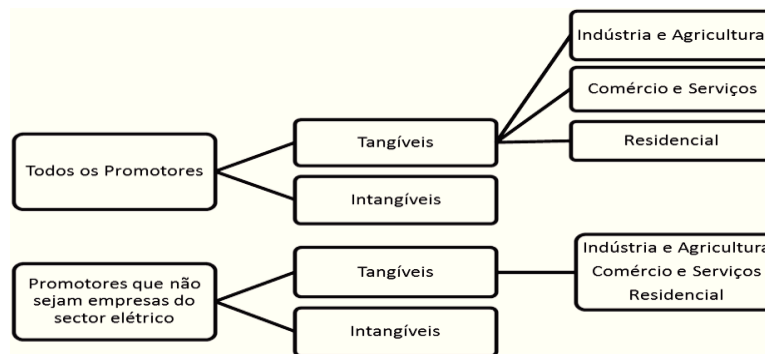 Indústria e Agricultura
Comércio e Serviços
Tangíveis
Residencial
Todos os Promotores
Intangíveis
Promotores que não
sejam empresas do
sector elétrico
Tangíveis
Indústria e Agricultura
Comércio e Serviços
Residencial
Intangíveis